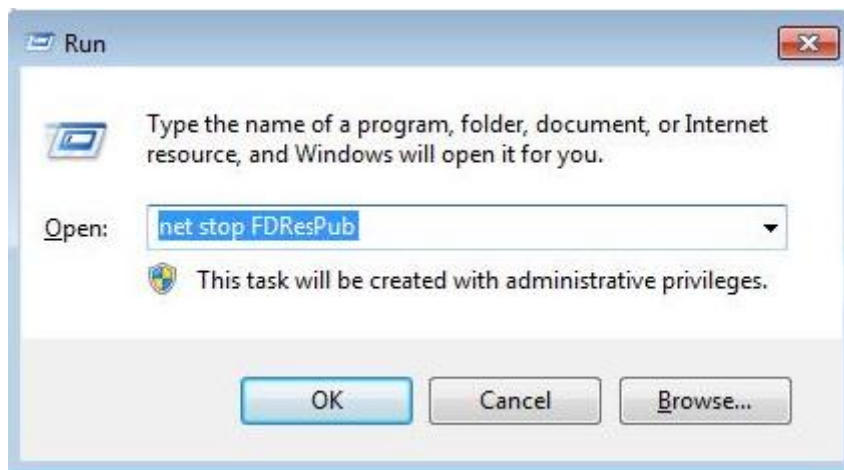 Run
Type the name of a program, folder, document, or Internet
resource, and Windows will open it for you.
Open: net stop FDResPub
This task will be created with administrative privileges.
OK Cancel Browse...